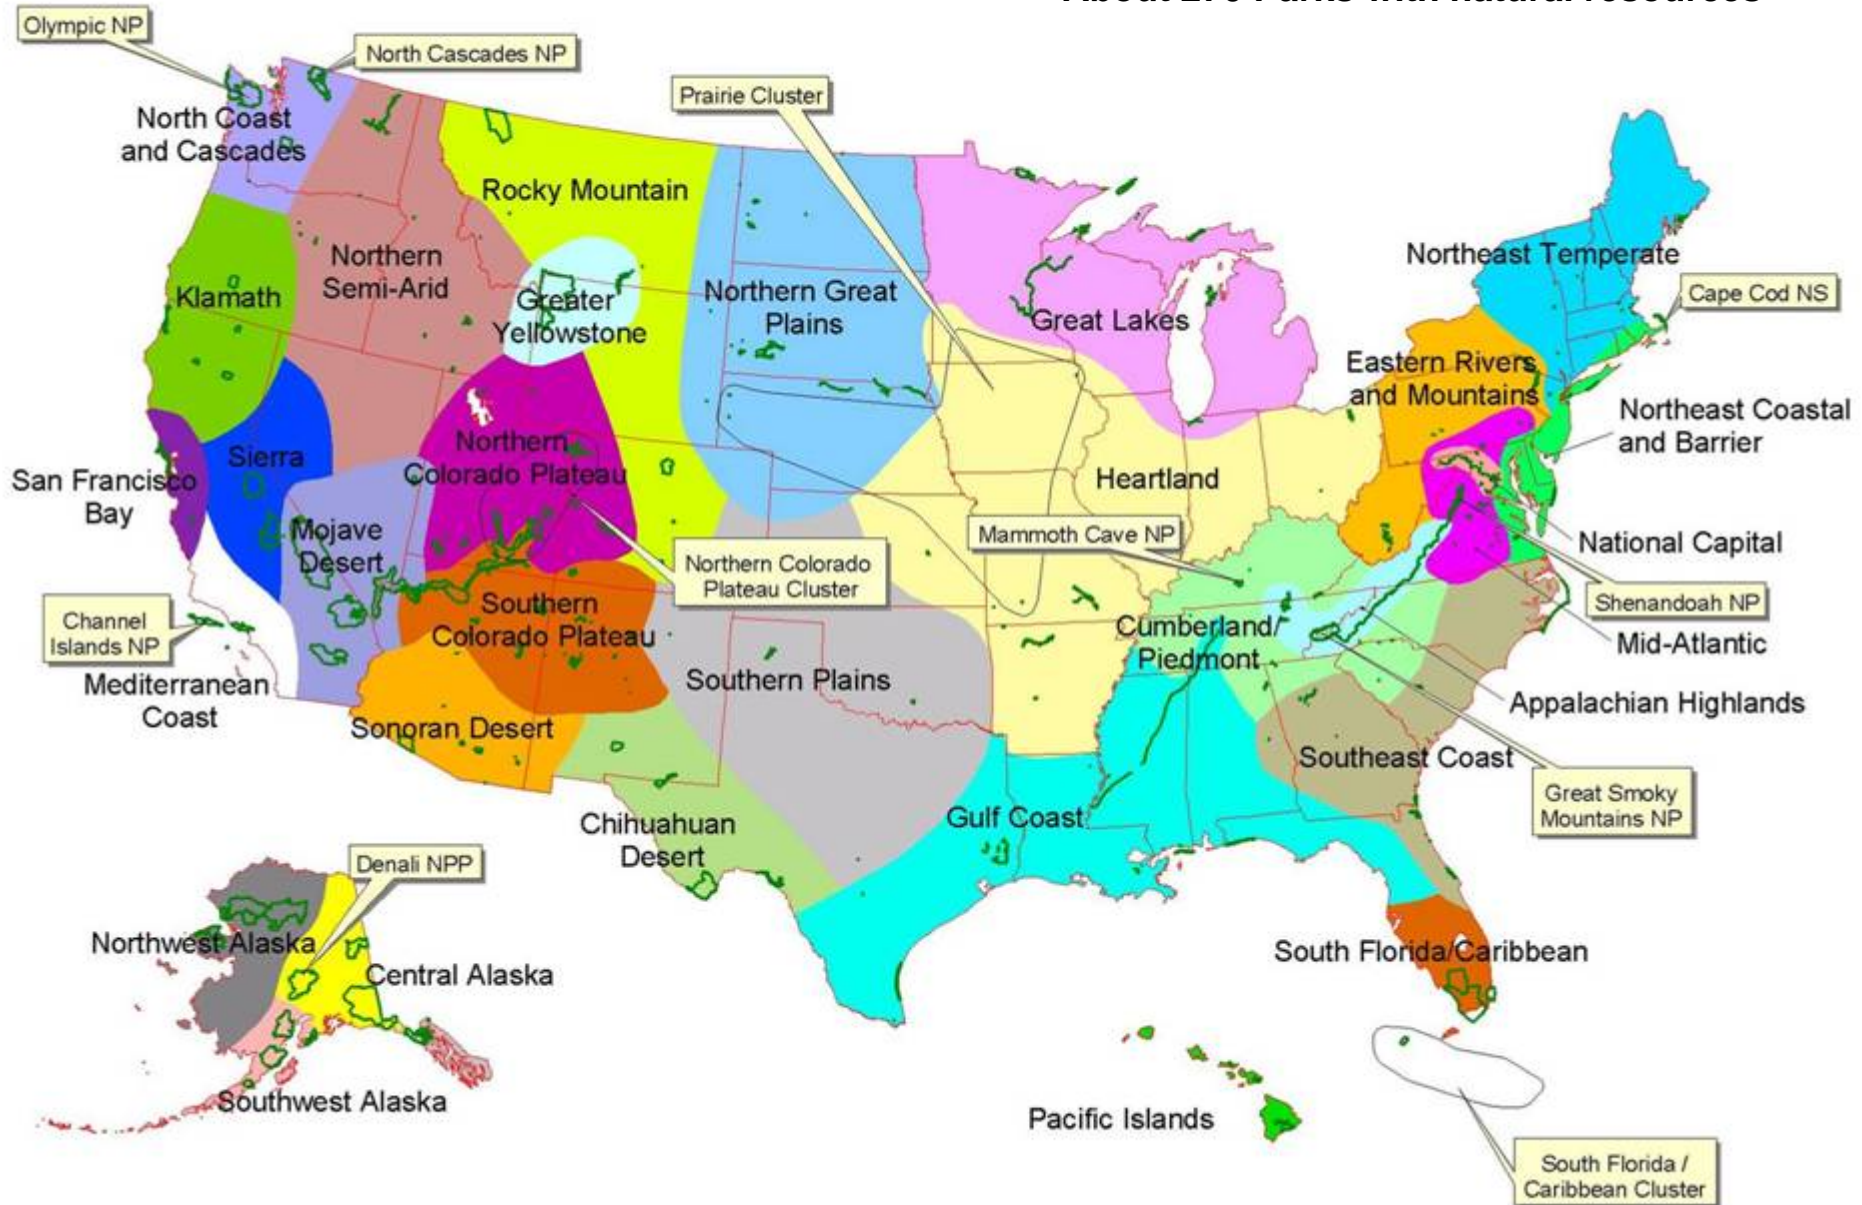 Olympic NP
North Cascades NP
North Coast
and Cascades
Prairie Cluster
Rocky Mountain
Northern
Semi-Arid
Klamath
Greater
Yellowstone
Northern Great
Plains
Great Lakes
Northeast Temperate
Cape Cod NS
Eastern Rivers
and Mountains
Northeast Coastal
and Barrier
San Francisco
Bay
Sierra
Northern
Colorado Plateau
Heartland
Mojave
Desert
Mammoth Cave NP
National Capital
Northern Colorado
Plateau Cluster
Shenandoah NP
Channel
Islands NP
Southern
Colorado Plateau
Cumberland/
Piedmont
Mid-Atlantic
Mediterranean
Coast
Southern Plains
Appalachian Highlands
Sonoran Desert
Southeast Coast
Great Smoky
Mountains NP
Chihuahuan
Desert
Gulf Coast
Denali NPP
Northwest Alaska
Central Alaska
South Florida/Caribbean
Southwest Alaska
Pacific Islands
South Florida /
Caribbean Cluster